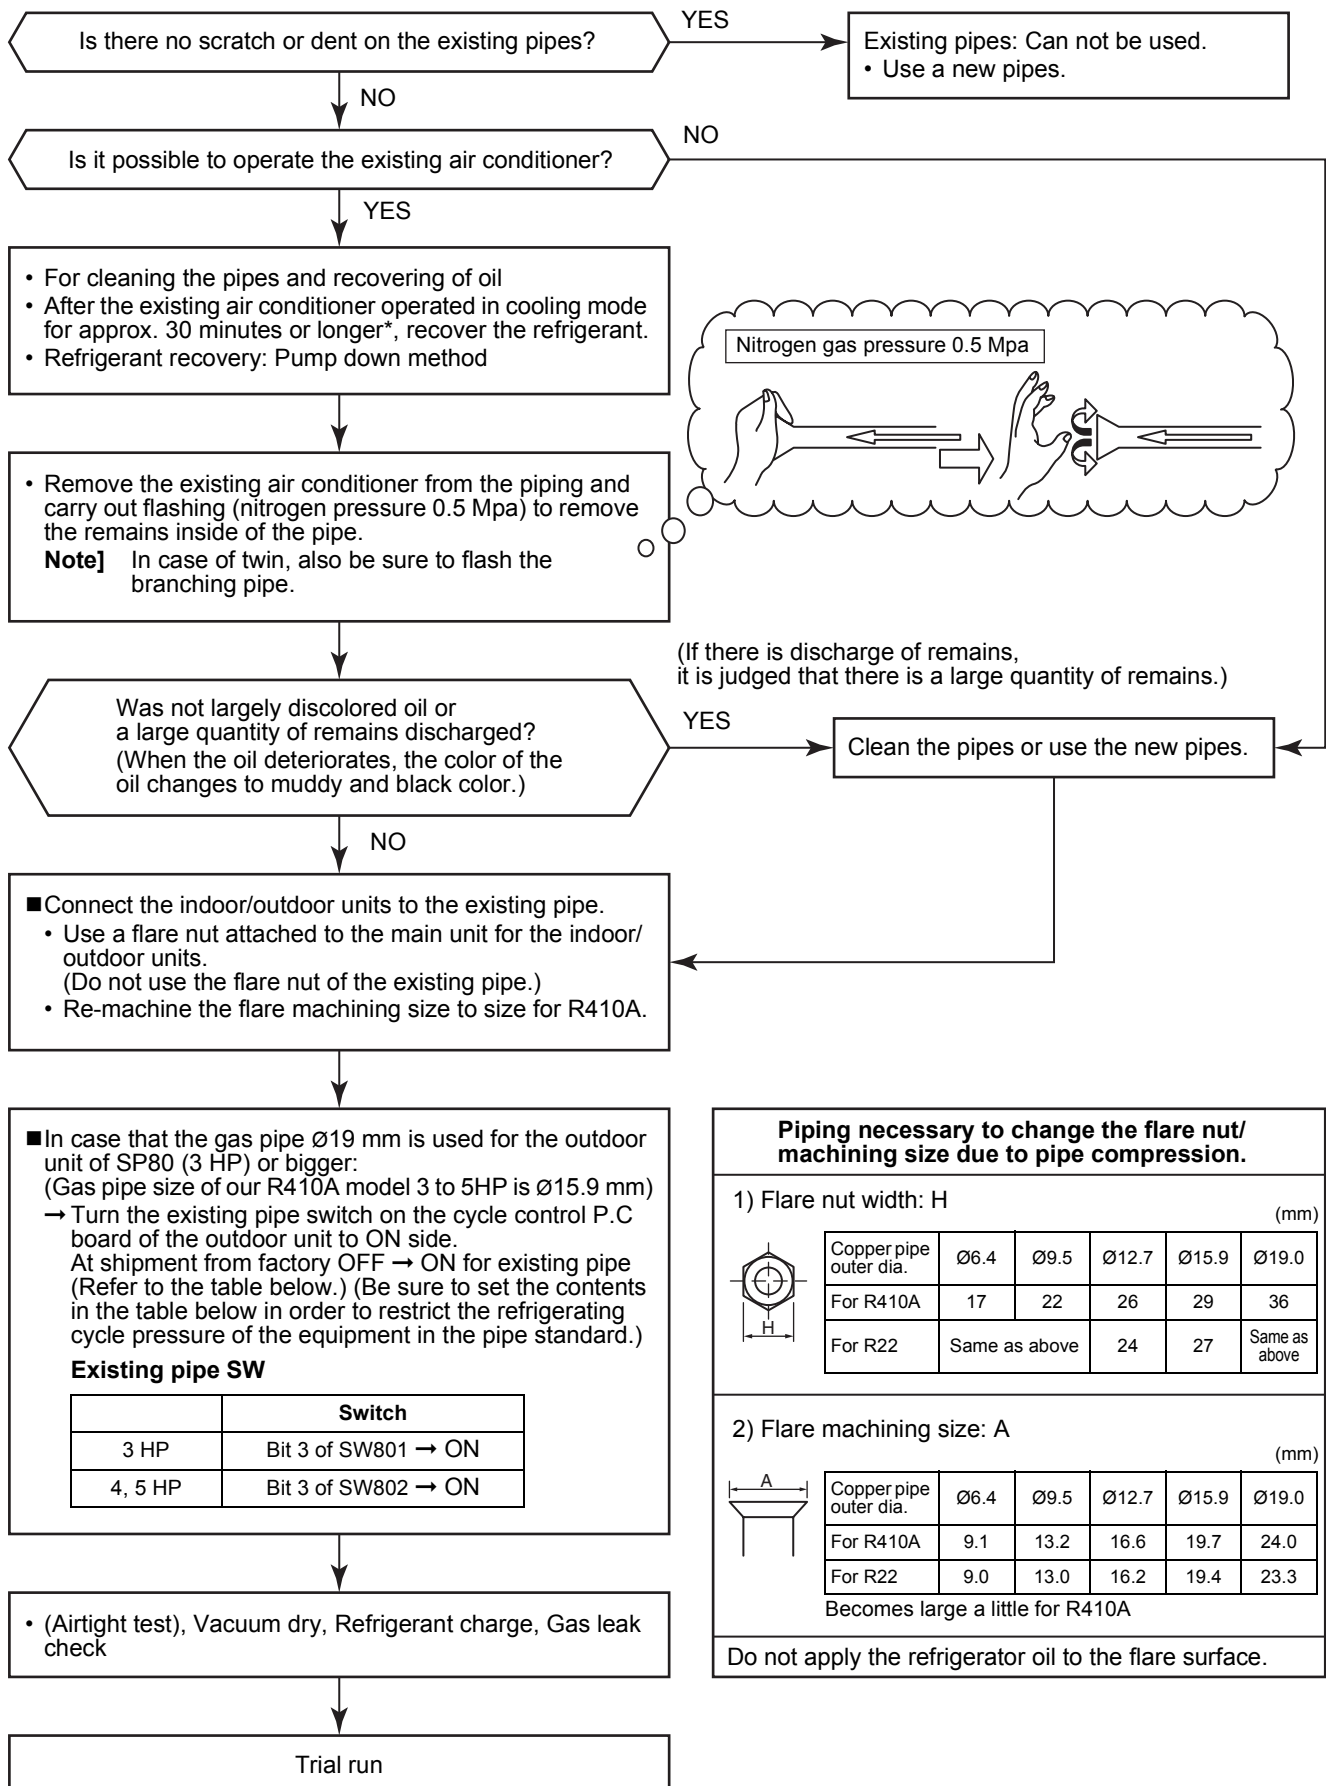 Is there no scratch or dent on the existing pipes?
YES
Existing pipes: Can not be used.
• Use a new pipes.
NO
Is it possible to operate the existing air conditioner?
NO
YES
• For cleaning the pipes and recovering of oil
• After the existing air conditioner operated in cooling mode
for approx. 30 minutes or longer*, recover the refrigerant.
• Refrigerant recovery: Pump down method
Nitrogen gas pressure 0.5 Mpa
• Remove the existing air conditioner from the piping and
carry out flashing (nitrogen pressure 0.5 Mpa) to remove
the remains inside of the pipe.
Note] In case of twin, also be sure to flash the
branching pipe.
(If there is discharge of remains,
it is judged that there is a large quantity of remains.)
Was not largely discolored oil or
a large quantity of remains discharged?
(When the oil deteriorates, the color of the
oil changes to muddy and black color.)
YES
Clean the pipes or use the new pipes.
NO
■Connect the indoor/outdoor units to the existing pipe.
• Use a flare nut attached to the main unit for the indoor/
outdoor units.
(Do not use the flare nut of the existing pipe.)
• Re-machine the flare machining size to size for R410A.
■In case that the gas pipe Ø19 mm is used for the outdoor
unit of SP80 (3 HP) or bigger:
(Gas pipe size of our R410A model 3 to 5HP is Ø15.9 mm)
→ Turn the existing pipe switch on the cycle control P.C
board of the outdoor unit to ON side.
At shipment from factory OFF → ON for existing pipe
(Refer to the table below.) (Be sure to set the contents
in the table below in order to restrict the refrigerating
cycle pressure of the equipment in the pipe standard.)
Existing pipe SW
Switch
3 HP Bit 3 of SW801 → ON
4, 5 HP Bit 3 of SW802 → ON
Piping necessary to change the flare nut/
machining size due to pipe compression.
1) Flare nut width: H
(mm)
H
Copper pipe
outer dia. Ø6.4 Ø9.5 Ø12.7 Ø15.9 Ø19.0
For R410A 17 22 26 29 36
For R22 Same as above 24 27 Same as
above
2) Flare machining size: A
(mm)
A
Copper pipe
outer dia. Ø6.4 Ø9.5 Ø12.7 Ø15.9 Ø19.0
For R410A 9.1 13.2 16.6 19.7 24.0
For R22 9.0 13.0 16.2 19.4 23.3
Becomes large a little for R410A
Do not apply the refrigerator oil to the flare surface.
• (Airtight test), Vacuum dry, Refrigerant charge, Gas leak
check
Trial run